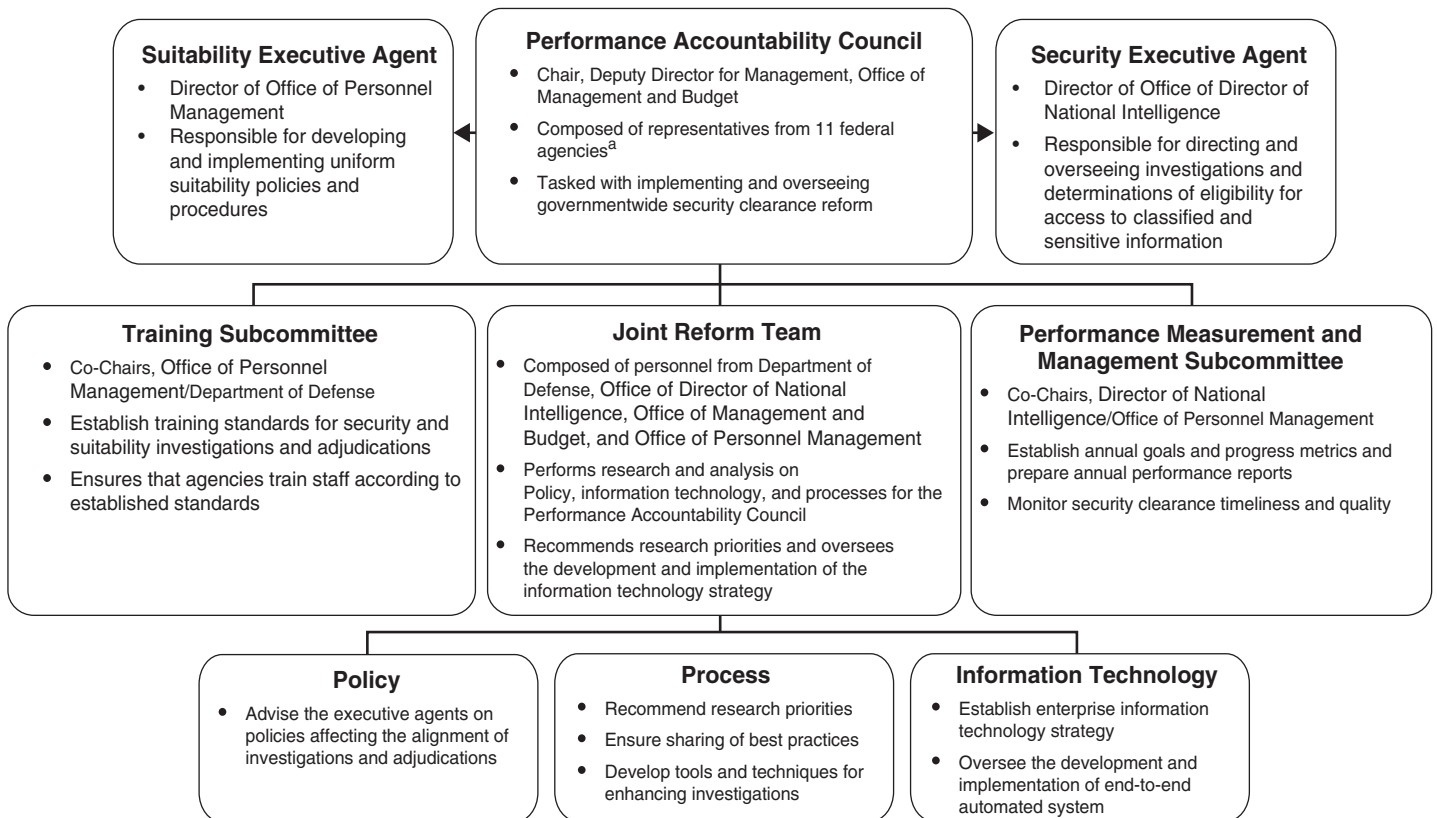 Suitability Executive Agent
• Director of Office of Personnel
Management
• Responsible for developing
and implementing uniform
suitability policies and
procedures
Performance Accountability Council
• Chair, Deputy Director for Management, Office of
Management and Budget
• Composed of representatives from 11 federal
agenciesa
• Tasked with implementing and overseeing
governmentwide security clearance reform
Security Executive Agent
• Director of Office of Director of
National Intelligence
• Responsible for directing and
overseeing investigations and
determinations of eligibility for
access to classified and
sensitive information
Training Subcommittee
• Co-Chairs, Office of Personnel
Management/Department of Defense
• Establish training standards for security and
suitability investigations and adjudications
• Ensures that agencies train staff according to
established standards
Joint Reform Team
• Composed of personnel from Department of
Defense, Office of Director of National
Intelligence, Office of Management and
Budget, and Office of Personnel Management
• Performs research and analysis on
Policy, information technology, and processes for the
Performance Accountability Council
• Recommends research priorities and oversees
the development and implementation of the
information technology strategy
Performance Measurement and
Management Subcommittee
• Co-Chairs, Director of National
Intelligence/Office of Personnel Management
• Establish annual goals and progress metrics and
prepare annual performance reports
• Monitor security clearance timeliness and quality
Policy
• Advise the executive agents on
policies affecting the alignment of
investigations and adjudications
Process
• Recommend research priorities
• Ensure sharing of best practices
• Develop tools and techniques for
enhancing investigations
Information Technology
• Establish enterprise information
technology strategy
• Oversee the development and
implementation of end-to-end
automated system